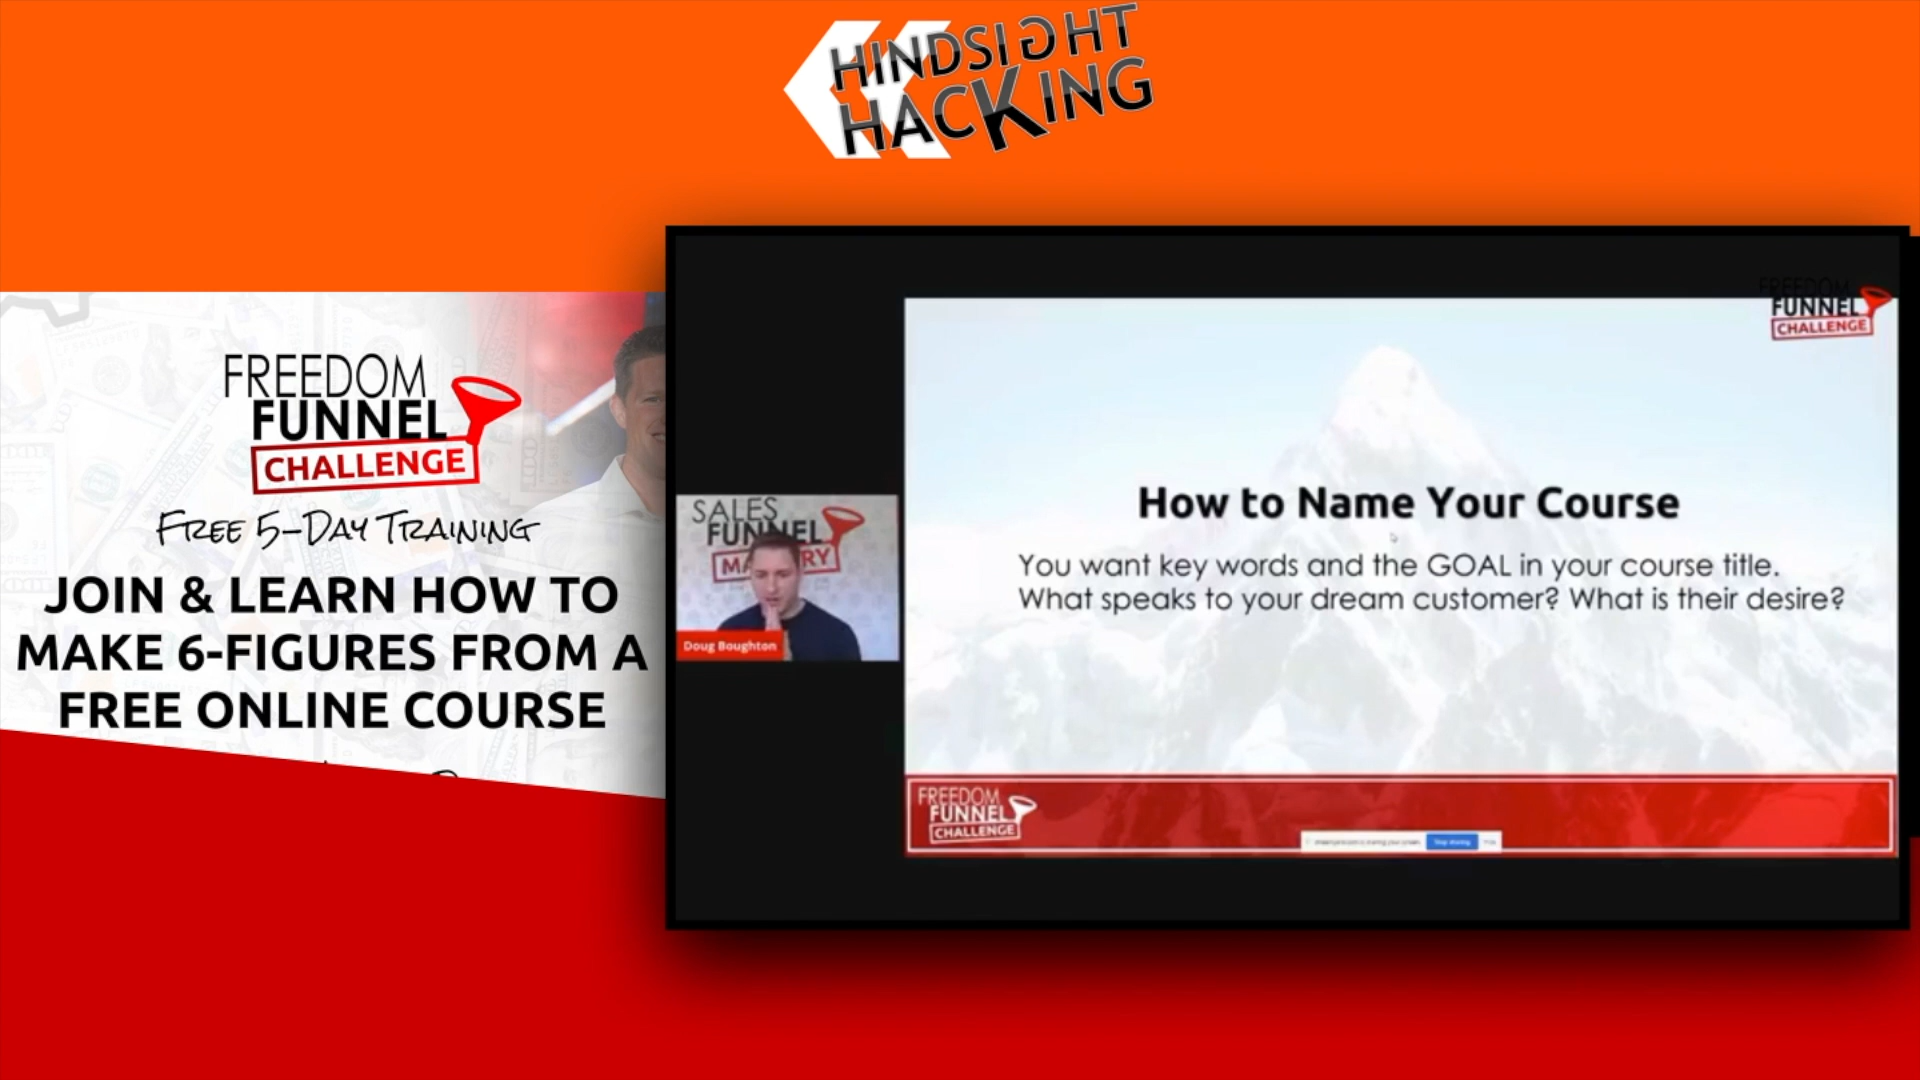 HINDSIGHT
HACKING
FREEDOM
FUNNEL
CHALLENGE
FREE 5-DAY TRAINING
JOIN & LEARN HOW TO
MAKE 6-FIGURES FROM A
FREE ONLINE COURSE
SALES
FUNNEL
Doug Boughton
FREEDOM
FUNNEL
CHALLENGE
How to Name Your Course
You want key words and the GOAL in your course title.
What speaks to your dream customer? What is their desire?
FREEDOM
FUNNEL
CHALLENGE
Stop sharing